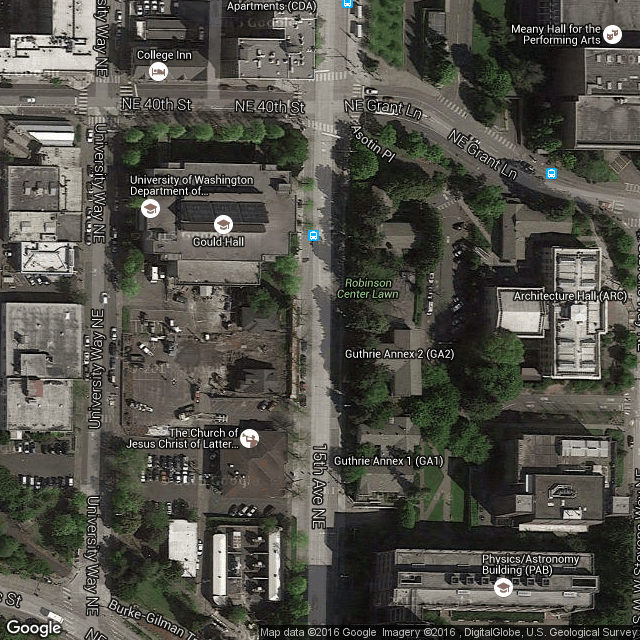 Apartments (CDA)
Meany Hall for the
Performing Arts
University Way NE
College Inn
NE 40th St
NE 40th St
NE Grant Ln
NE Grant Ln
Asotin Pl
University Way NE
University of Washington
Department of...
Gould Hall
Robinson
Center Lawn
Architecture Hall (ARC)
University Way NE
Guthrie Annex 2 (GA2)
The Church of
Jesus Christ of Latter...
15th Ave NE
Guthrie Annex 1 (GA1)
University Way NE
Physics/Astronomy
Building (PAB)
St
Burke-Gilman T
NE
Google
Map data ©2016 Google Imagery ©2016 , DigitalGlobe, U.S. Geological Survey